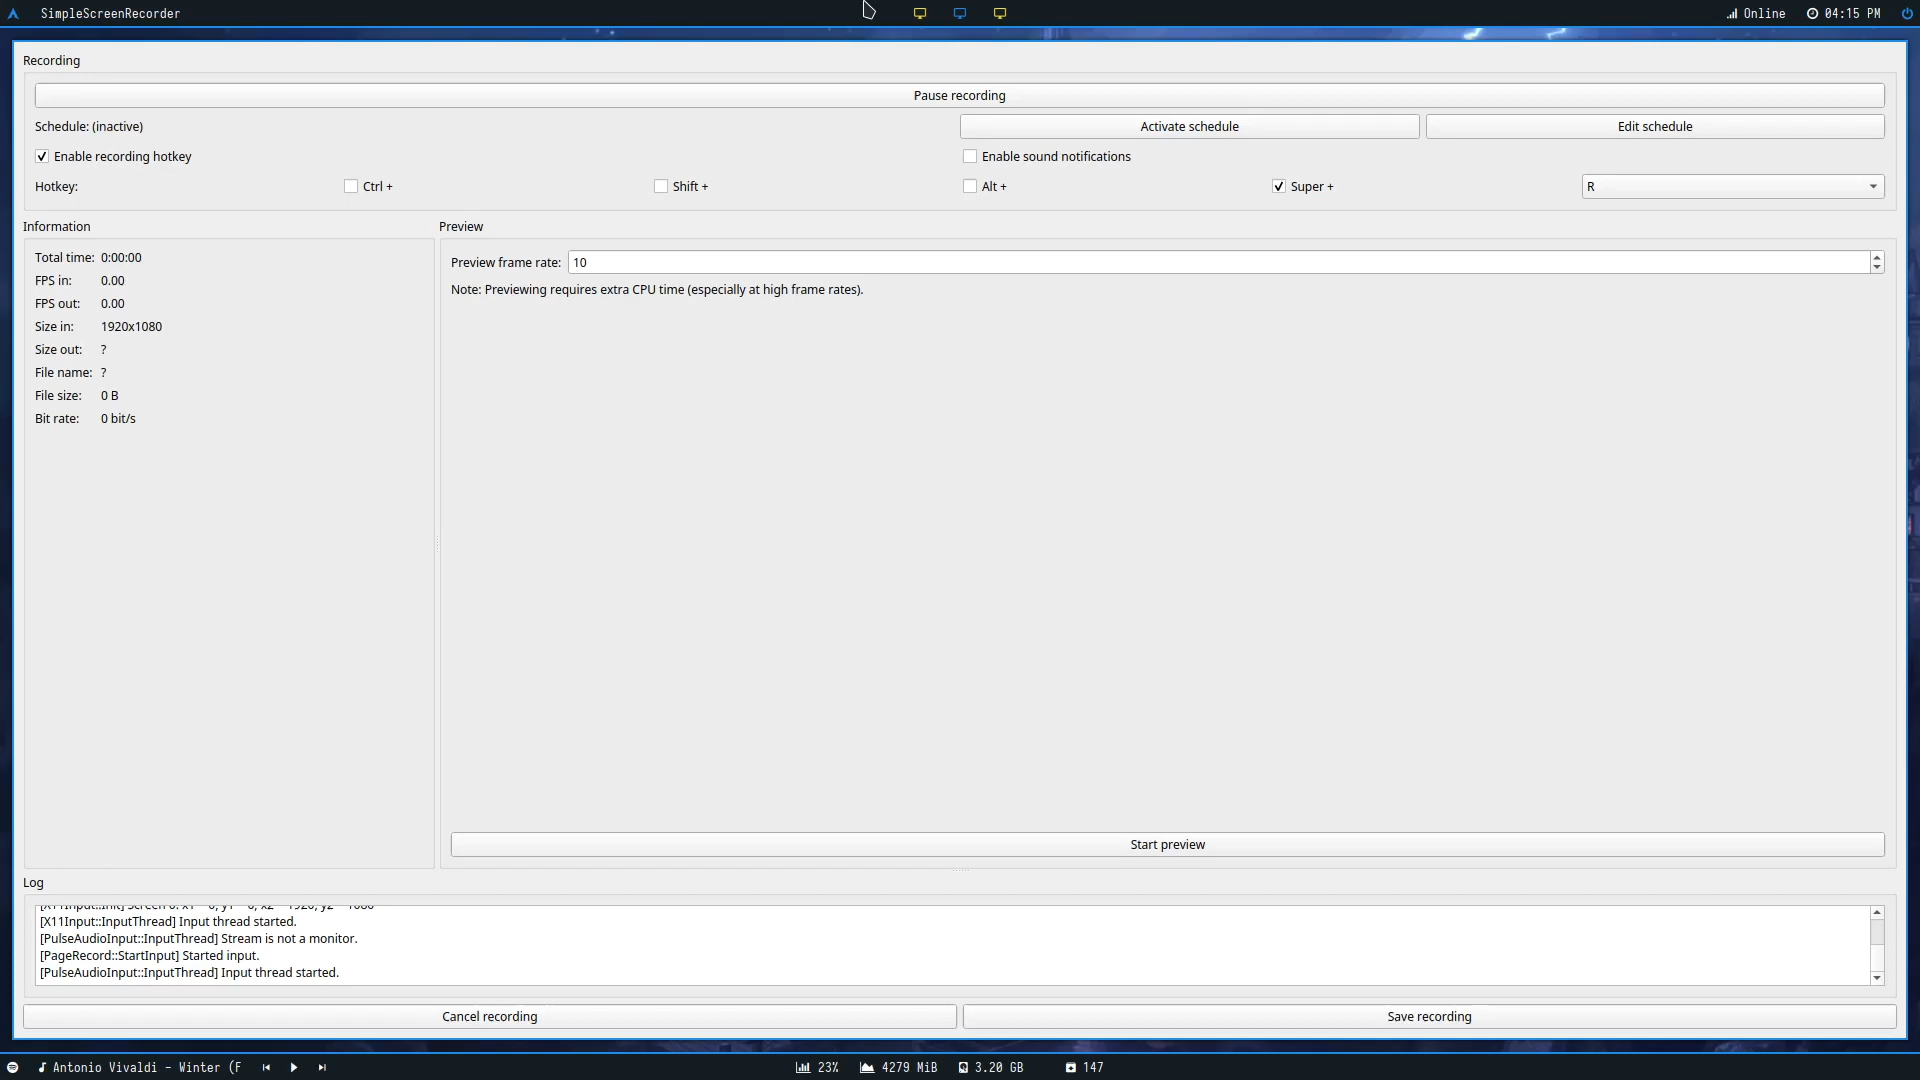 SimpleScreenRecorder
Online
04:15 PM
Recording
Pause recording
Schedule: (inactive)
Activate schedule
Edit schedule
Enable recording hotkey
Enable sound notifications
Hotkey:
Ctrl +
Shift +
Alt +
Super +
R
Information
Total time: 0:00:00
FPS in: 0.00
FPS out: 0.00
Size in: 1920x1080
Size out: ?
File name: ?
File size: 0 B
Bit rate: 0 bit/s
Preview
Preview frame rate: 10
Note: Previewing requires extra CPU time (especially at high frame rates).
Start preview
Log
[X11Input::InputThread] Input thread started.
[PulseAudioInput::InputThread] Stream is not a monitor.
[PageRecord::StartInput] Started input.
[PulseAudioInput::InputThread] Input thread started.
Cancel recording
Save recording
Antonio Vivaldi - Winter (F
23%
4279 MiB
3.20 GB
147